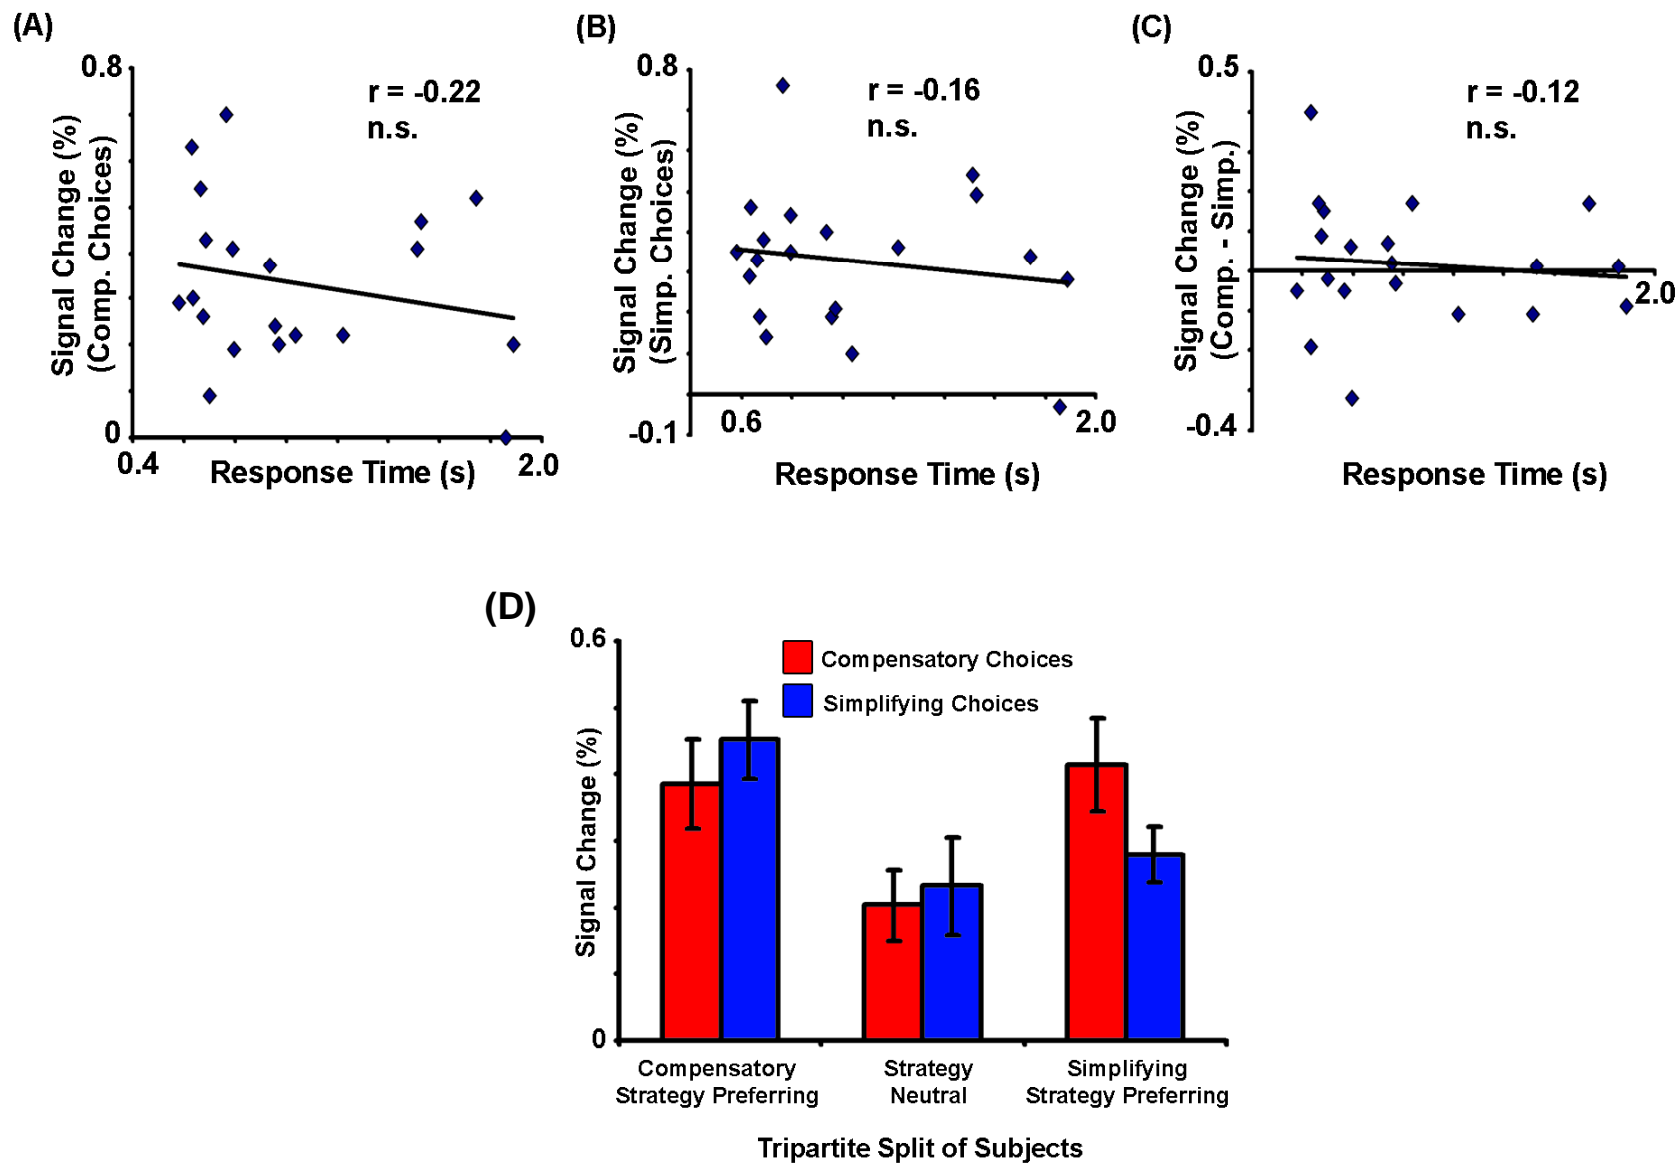 (A)
0.8
r = -0.22
n.s.
Signal Change (%)
(Comp. Choices)
0
0.4
2.0
Response Time (s)
(B)
0.8
r = -0.16
n.s.
Signal Change (%)
(Simp. Choices)
-0.1
0.6
2.0
Response Time (s)
(C)
0.5
r = -0.12
n.s.
Signal Change (%)
(Comp. - Simp.)
-0.4
2.0
Response Time (s)
(D)
0.6
Compensatory Choices
Simplifying Choices
Signal Change (%)
0
Compensatory
Strategy Preferring
Strategy
Neutral
Simplifying
Strategy Preferring
Tripartite Split of Subjects